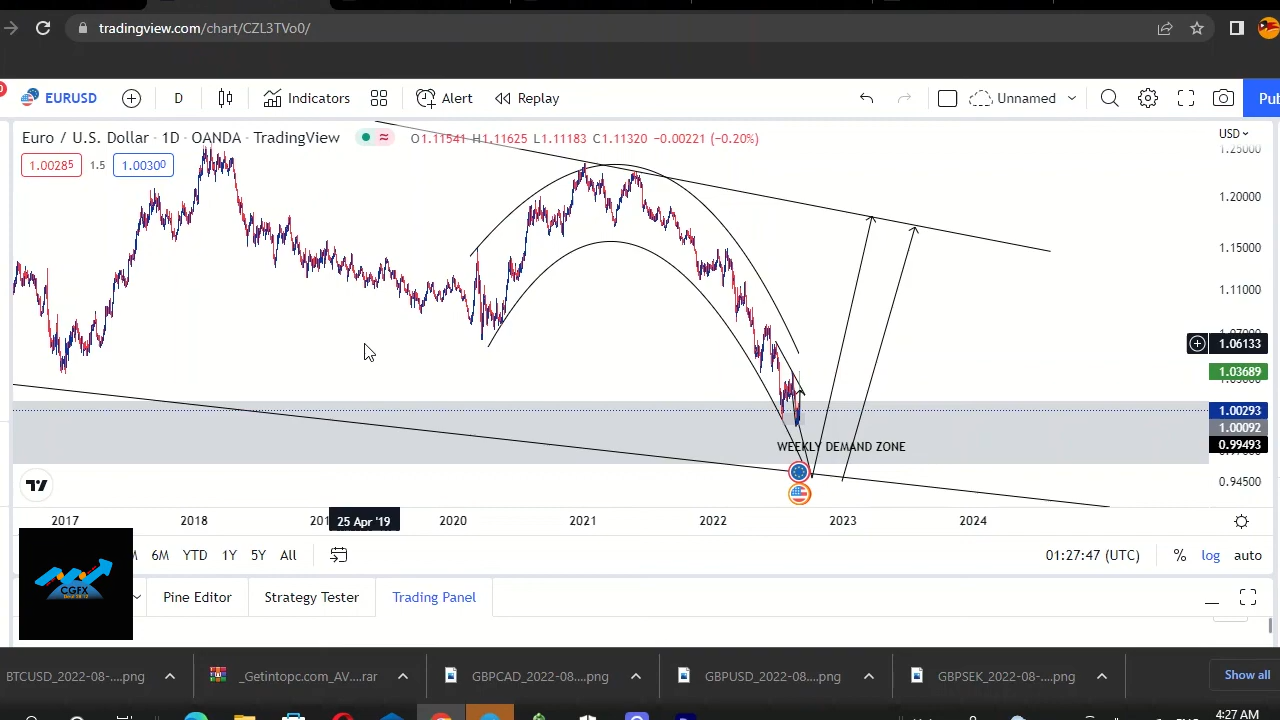 tradingview.com/chart/CZL3TVo0/
EURUSD
D
Indicators
Alert
Replay
Unnamed
Pu
Euro / U.S. Dollar · 1D · OANDA · TradingView
O1.11541 H1.11625 L1.11183 C1.11320 −0.00221 (−0.20%)
USD
1.00285
1.5
1.00300
1.25000
1.20000
1.15000
1.11000
1.06133
1.03689
1.00293
1.00092
0.99493
0.94500
WEEKLY DEMAND ZONE
2017
2018
25 Apr '19
2020
2021
2022
2023
2024
M 6M YTD 1Y 5Y All
01:27:47 (UTC)
% log auto
CGFX
Pine Editor
Strategy Tester
Trading Panel
BTCUSD_2022-08-....png
_Getintopc.com_AV....rar
GBPCAD_2022-08-....png
GBPUSD_2022-08-....png
GBPSEK_2022-08-....png
Show all
4:27 AM